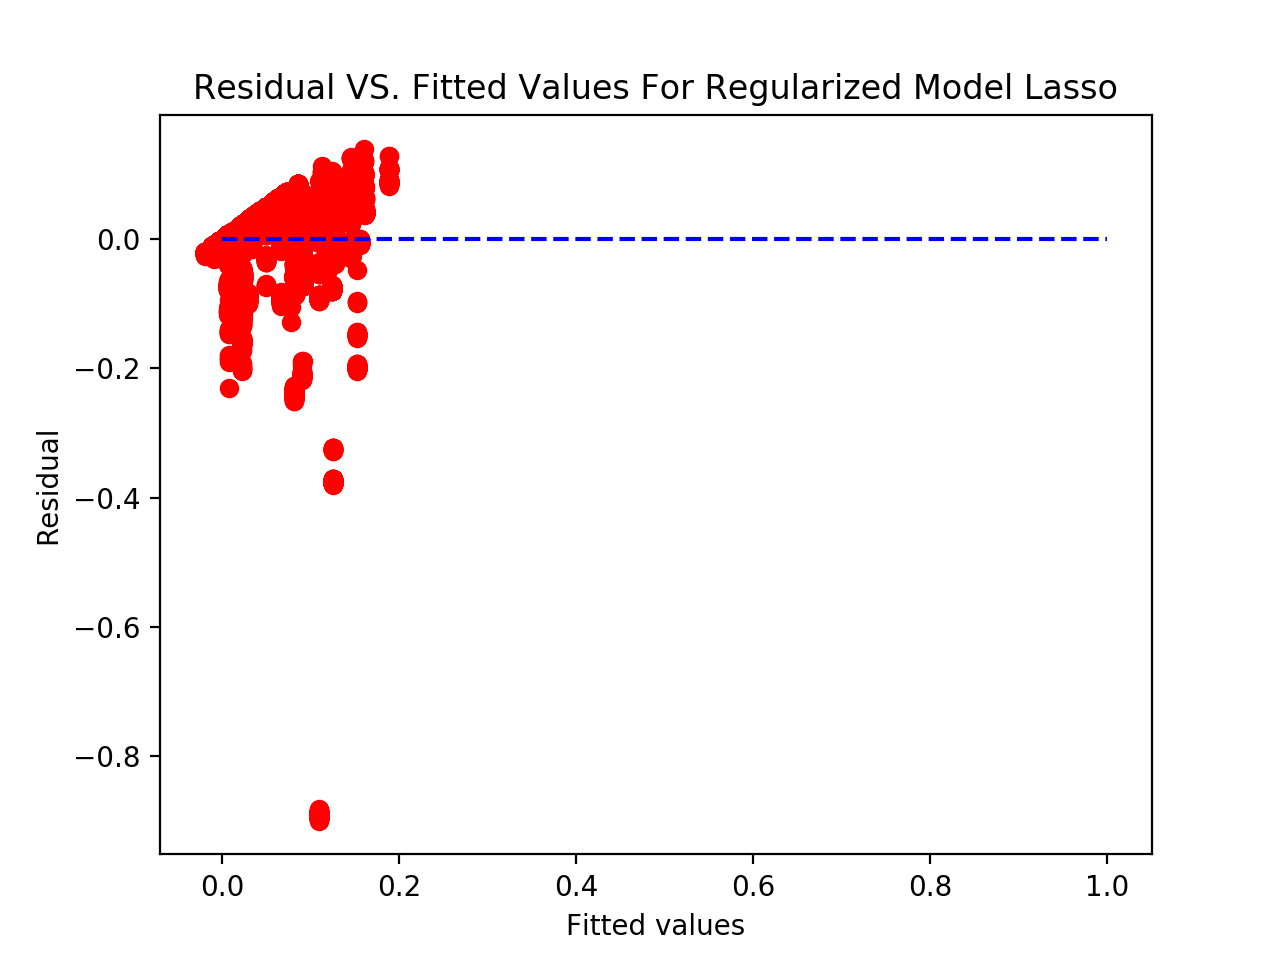 Residual VS. Fitted Values For Regularized Model Lasso
0.0
−0.2
−0.4
−0.6
−0.8
Residual
0.0 0.2 0.4 0.6 0.8 1.0
Fitted values